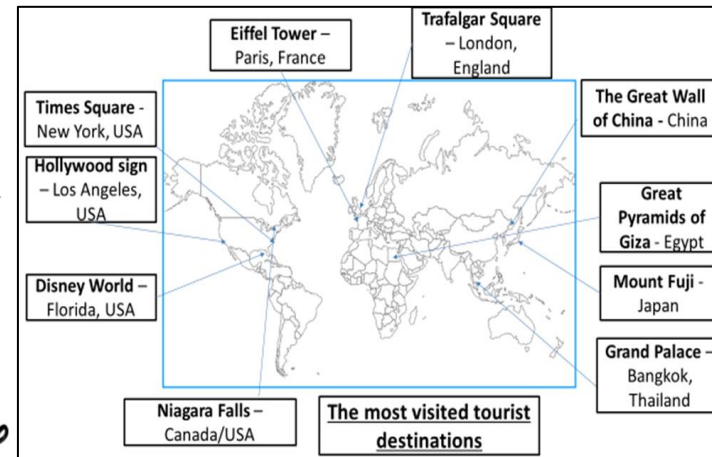 Eiffel Tower –
Paris, France
Trafalgar Square
– London,
England
Times Square -
New York, USA
The Great Wall
of China - China
Hollywood sign
– Los Angeles,
USA
Great
Pyramids of
Giza - Egypt
Disney World –
Florida, USA
Mount Fuji -
Japan
Grand Palace –
Bangkok,
Thailand
Niagara Falls –
Canada/USA
The most visited tourist
destinations